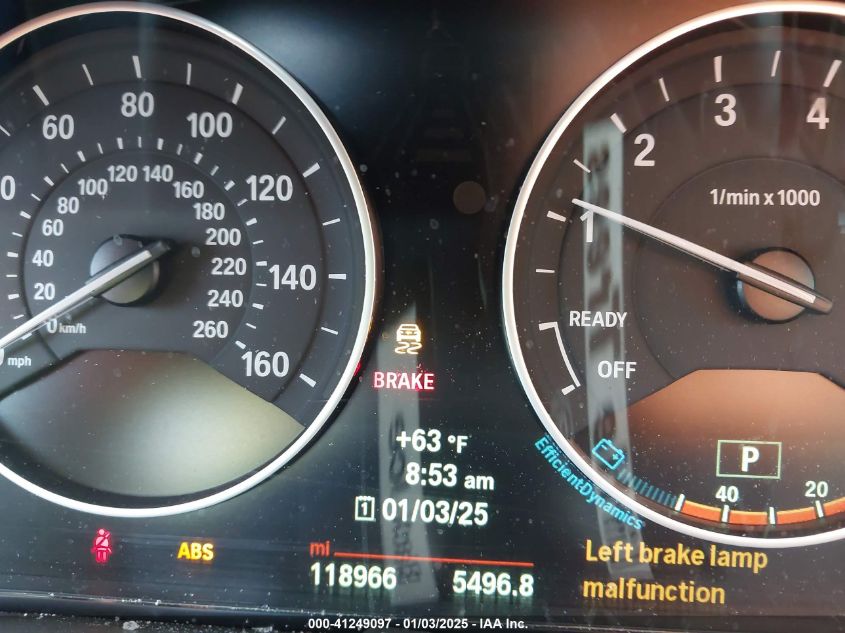 60
80
100
120
140
160
mph
20
40
60
80
100
120
140
160
180
200
220
240
260
0 km/h
BRAKE
+63 °F
8:53 am
1 01/03/25
mi
118966 5496.8
ABS
1
2
3
4
1/min x 1000
READY
OFF
P
EfficientDynamics
40 20
Left brake lamp
malfunction
000-41249097 - 01/03/2025 - IAA Inc.